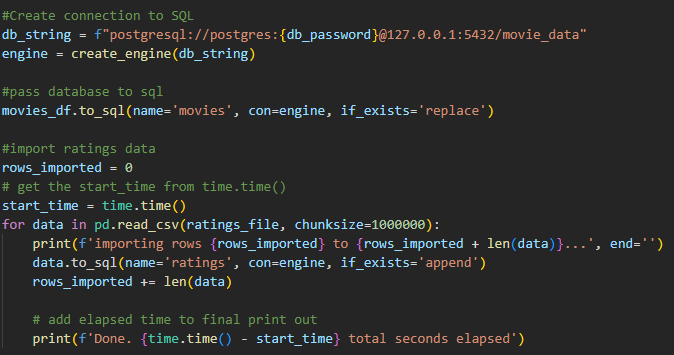 #Create connection to SQL
db_string = f"postgresql://postgres:{db_password}@127.0.0.1:5432/movie_data"
engine = create_engine(db_string)
#pass database to sql
movies_df.to_sql(name='movies', con=engine, if_exists='replace')
#import ratings data
rows_imported = 0
# get the start_time from time.time()
start_time = time.time()
for data in pd.read_csv(ratings_file, chunksize=1000000):
    print(f'importing rows {rows_imported} to {rows_imported + len(data)}...', end='')
    data.to_sql(name='ratings', con=engine, if_exists='append')
    rows_imported += len(data)
    # add elapsed time to final print out
    print(f'Done. {time.time() - start_time} total seconds elapsed')